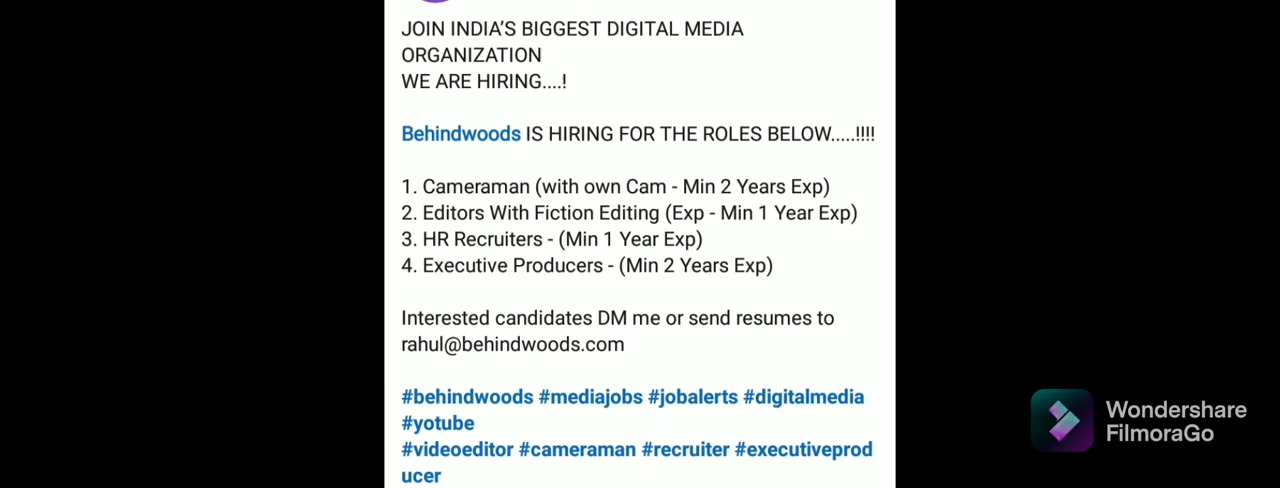 JOIN INDIA’S BIGGEST DIGITAL MEDIA
ORGANIZATION
WE ARE HIRING....!
Behindwoods IS HIRING FOR THE ROLES BELOW.....!!!!
1. Cameraman (with own Cam - Min 2 Years Exp)
2. Editors With Fiction Editing (Exp - Min 1 Year Exp)
3. HR Recruiters - (Min 1 Year Exp)
4. Executive Producers - (Min 2 Years Exp)
Interested candidates DM me or send resumes to
rahul@behindwoods.com
#behindwoods #mediajobs #jobalerts #digitalmedia
#yotube
#videoeditor #cameraman #recruiter #executiveprod
ucer
Wondershare
FilmoraGo